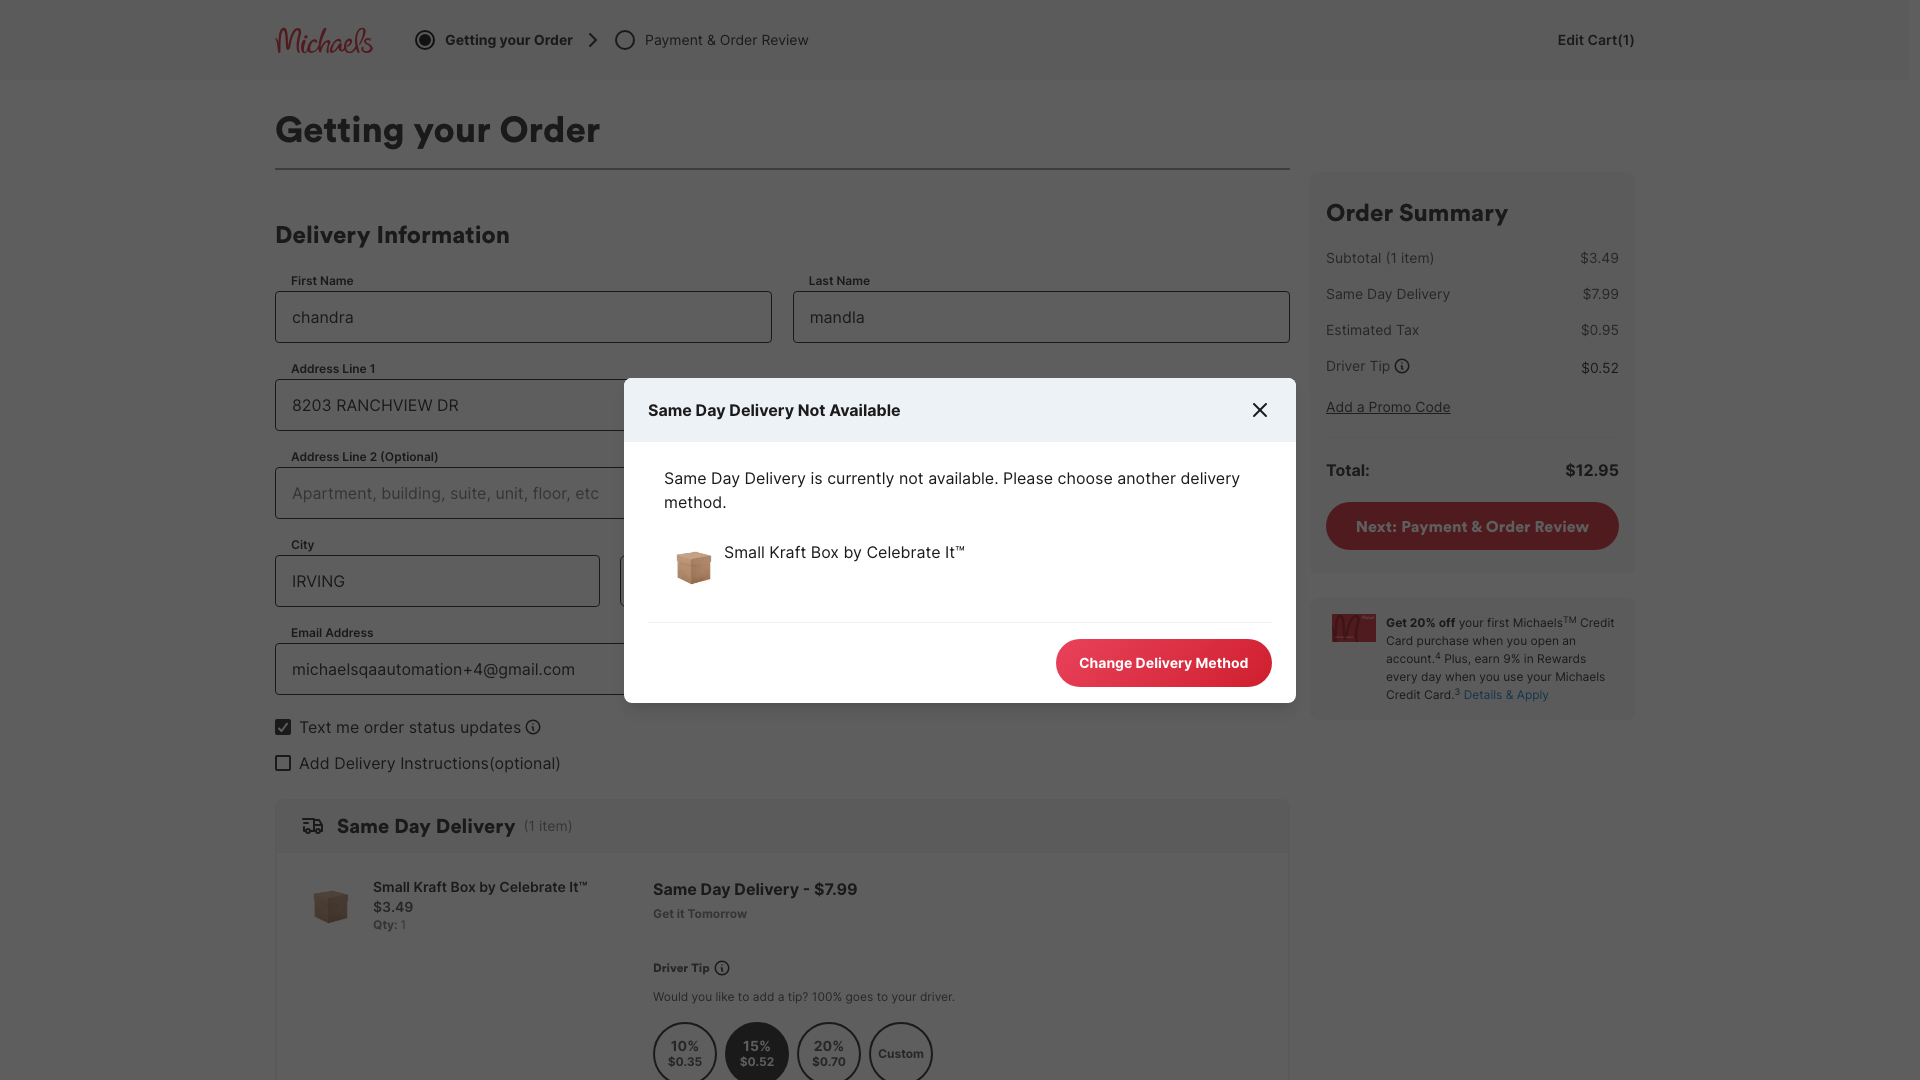 Michaels
Getting your Order
Payment & Order Review
Edit Cart(1)
Getting your Order
Delivery Information
First Name
Last Name
chandra
mandla
Address Line 1
8203 RANCHVIEW DR
Address Line 2 (Optional)
Apartment, building, suite, unit, floor, etc
City
IRVING
Email Address
michaelsqaautomation+4@gmail.com
Text me order status updates
Add Delivery Instructions(optional)
Same Day Delivery (1 item)
Small Kraft Box by Celebrate It™
$3.49
Qty: 1
Same Day Delivery - $7.99
Get it Tomorrow
Driver Tip
Would you like to add a tip? 100% goes to your driver.
10%
$0.35
15%
$0.52
20%
$0.70
Custom
Same Day Delivery Not Available
Same Day Delivery is currently not available. Please choose another delivery
method.
Small Kraft Box by Celebrate It™
Change Delivery Method
Order Summary
Subtotal (1 item) $3.49
Same Day Delivery $7.99
Estimated Tax $0.95
Driver Tip $0.52
Add a Promo Code
Total: $12.95
Next: Payment & Order Review
Get 20% off your first Michaels™ Credit
Card purchase when you open an
account.⁴ Plus, earn 9% in Rewards
every day when you use your Michaels
Credit Card.³ Details & Apply